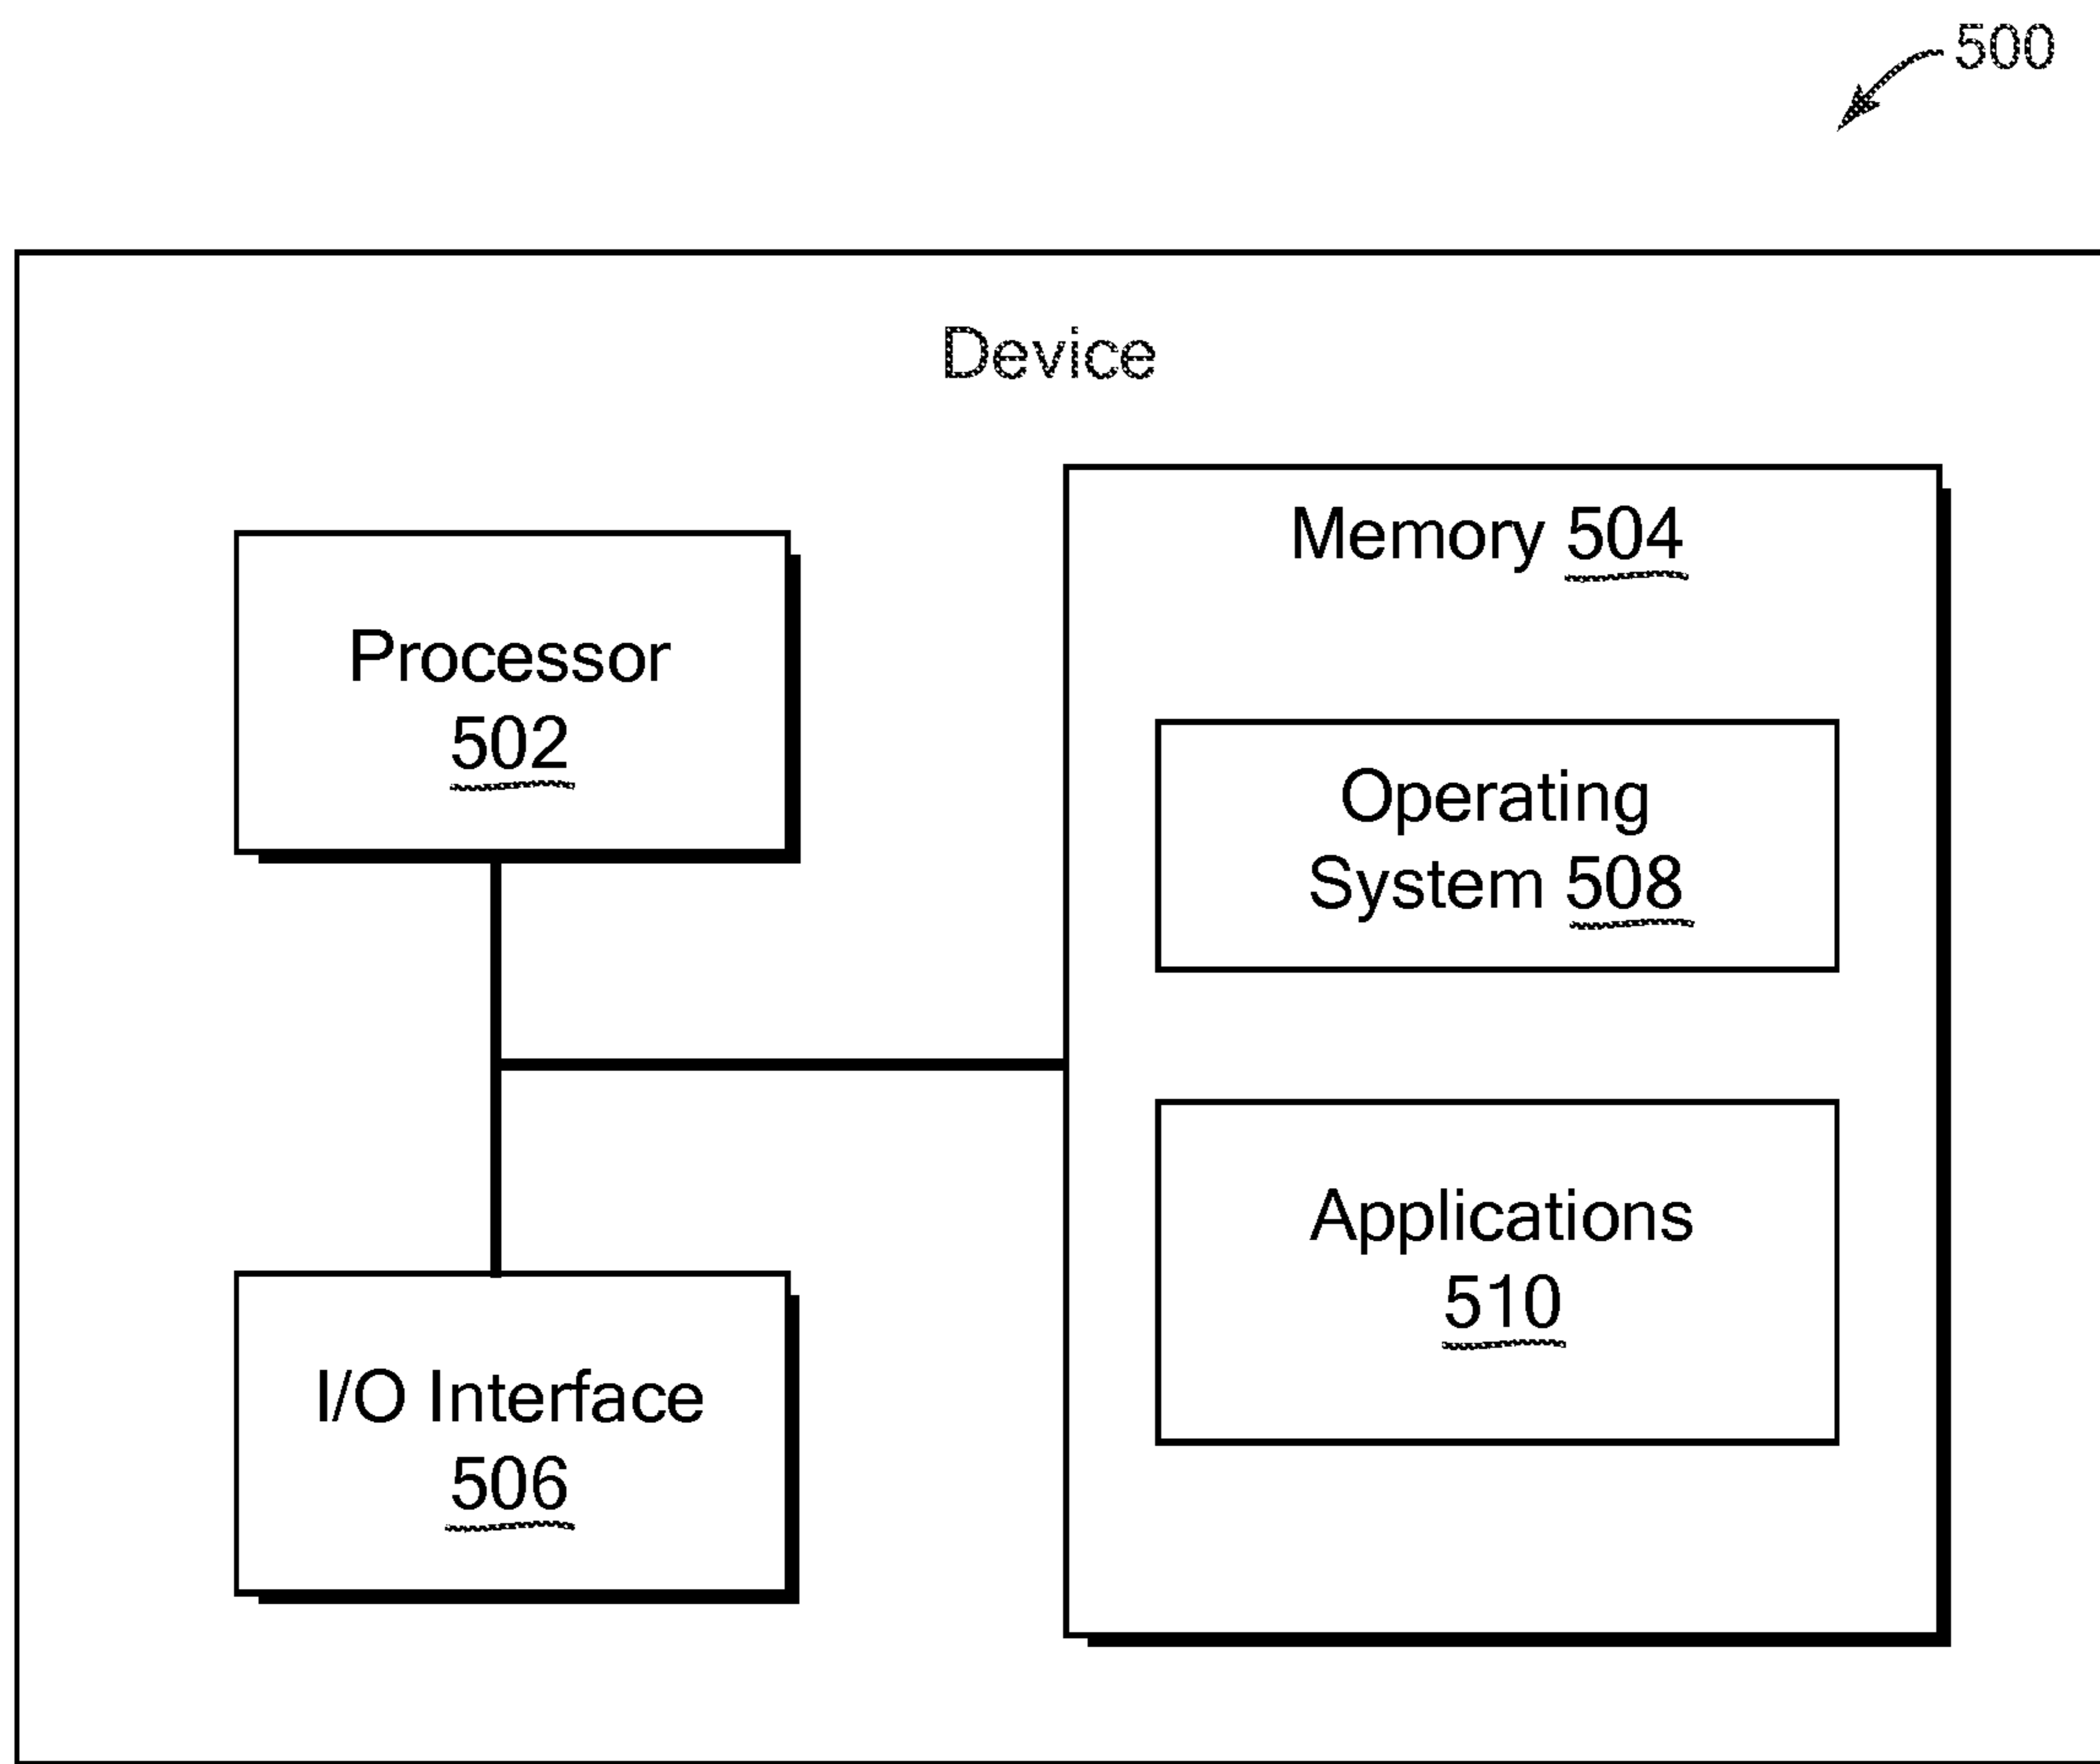 500
Device
Memory 504
Processor
502
Operating
System 508
Applications
510
I/O Interface
506